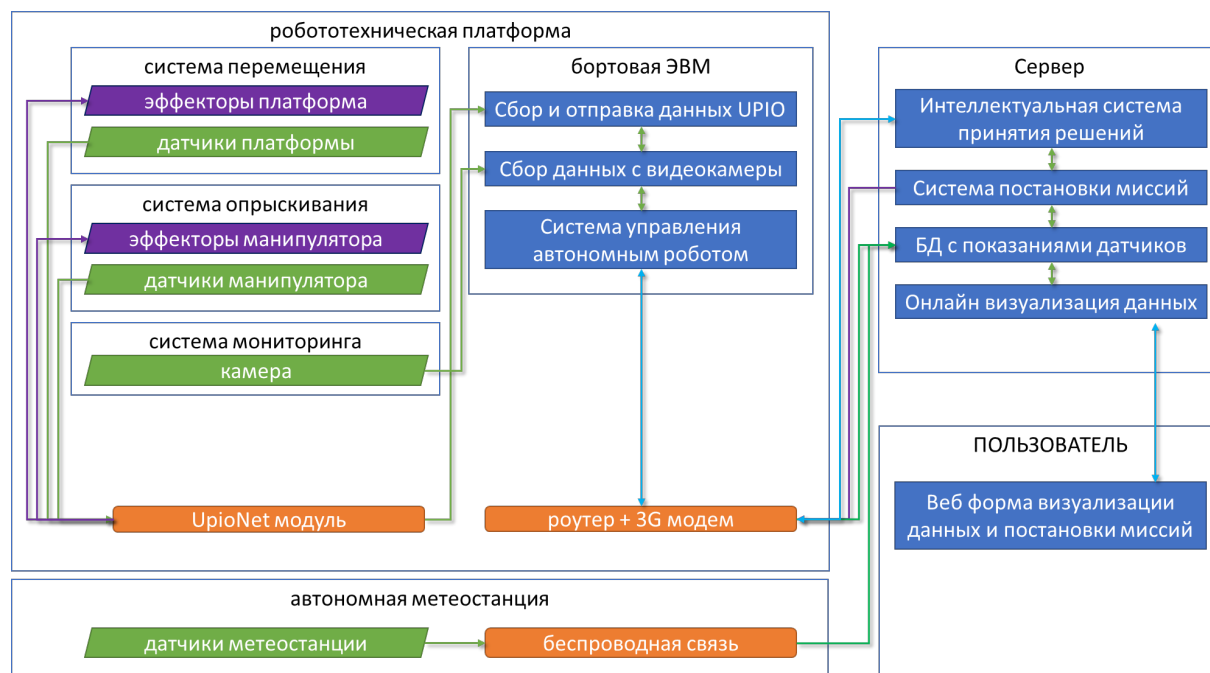 робототехническая платформа
система перемещения
эффекторы платформа
датчики платформы
система опрыскивания
эффекторы манипулятора
датчики манипулятора
система мониторинга
камера
UpioNet модуль
бортовая ЭВМ
Сбор и отправка данных UPIO
Сбор данных с видеокамеры
Система управления
автономным роботом
роутер + 3G модем
автономная метеостанция
датчики метеостанции
беспроводная связь
Сервер
Интеллектуальная система
принятия решений
Система постановки миссий
БД с показаниями датчиков
Онлайн визуализация данных
ПОЛЬЗОВАТЕЛЬ
Веб форма визуализации
данных и постановки миссий